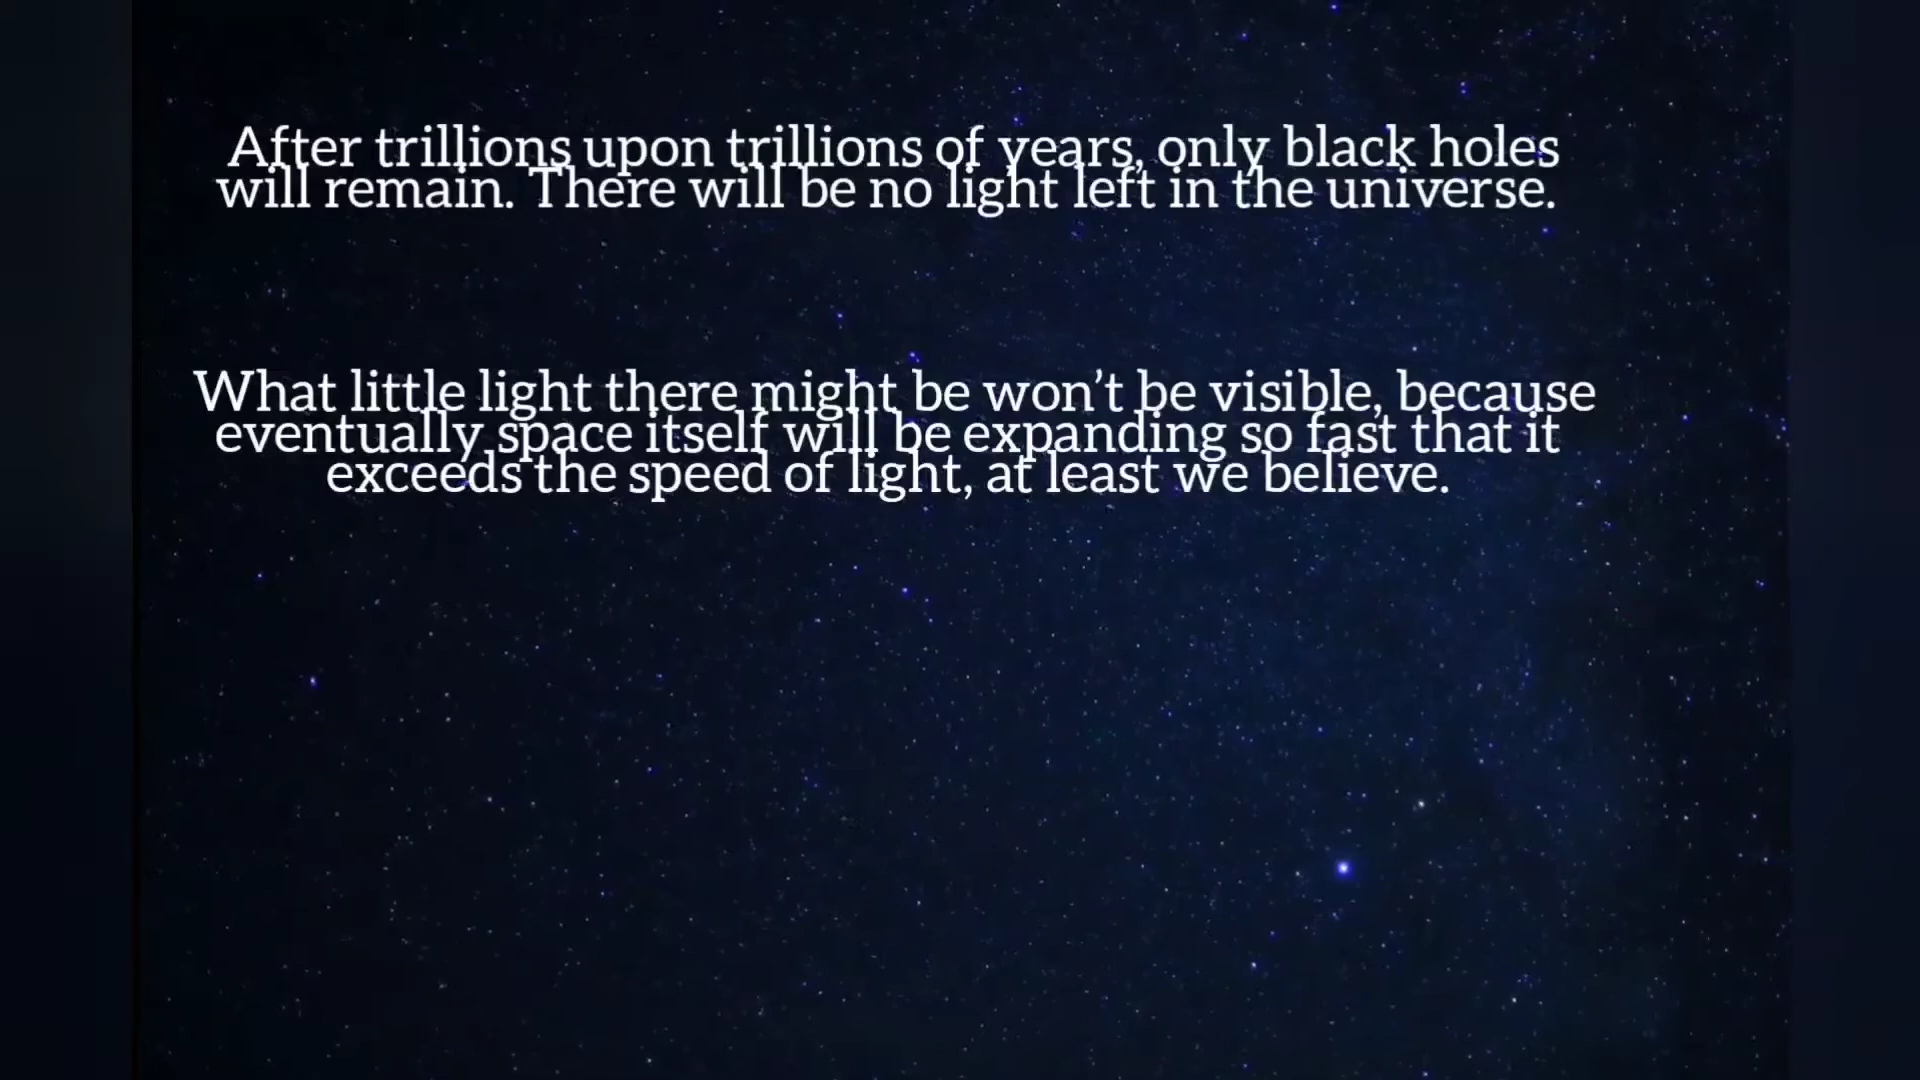 After trillions upon trillions of years, only black holes
will remain. There will be no light left in the universe.
What little light there might be won’t be visible, because
eventually space itself will be expanding so fast that it
exceeds the speed of light, at least we believe.